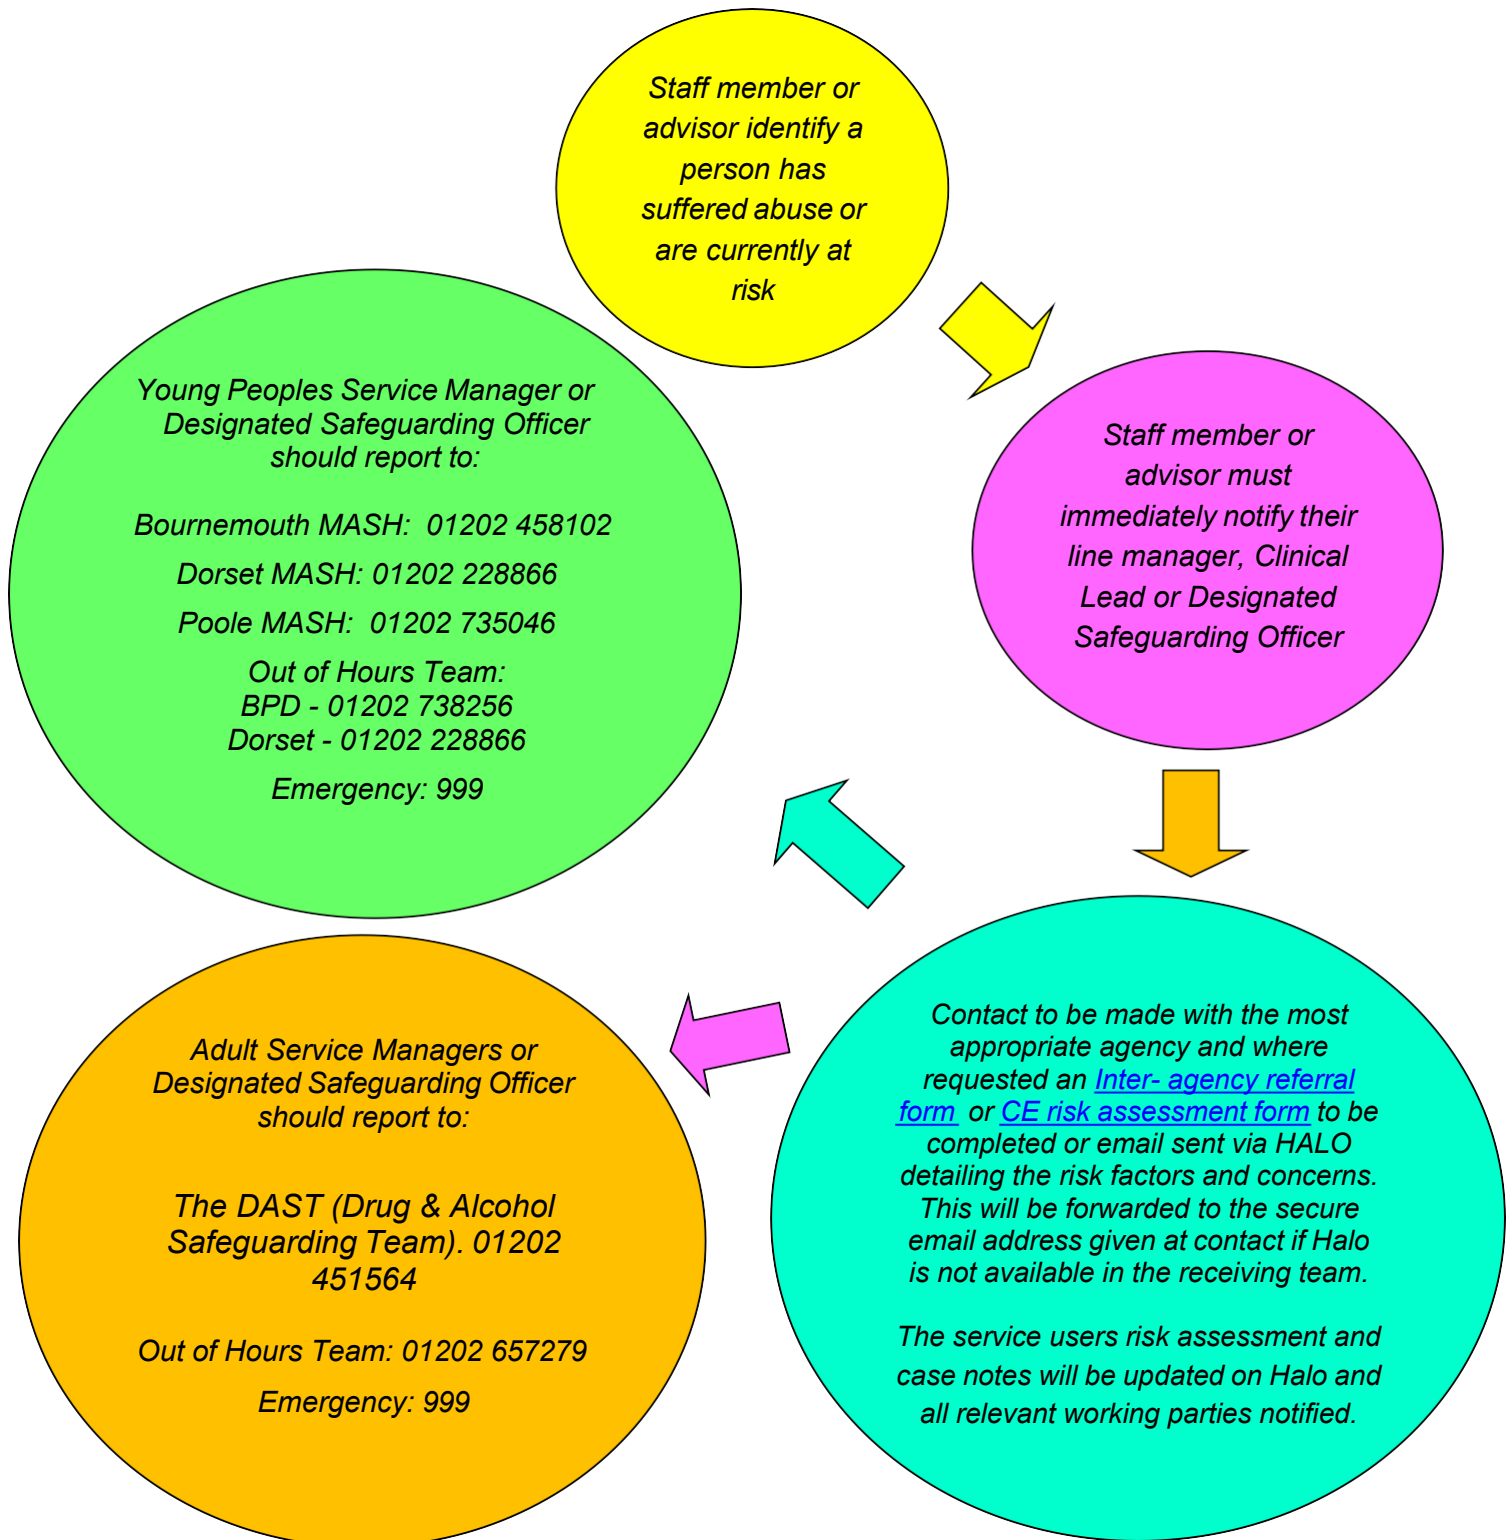 Staff member or
advisor identify a
person has
suffered abuse or
are currently at
risk
Staff member or
advisor must
immediately notify their
line manager, Clinical
Lead or Designated
Safeguarding Officer
Contact to be made with the most
appropriate agency and where
requested an Inter- agency referral
form or CE risk assessment form to be
completed or email sent via HALO
detailing the risk factors and concerns.
This will be forwarded to the secure
email address given at contact if Halo
is not available in the receiving team.
The service users risk assessment and
case notes will be updated on Halo and
all relevant working parties notified.
Young Peoples Service Manager or
Designated Safeguarding Officer
should report to:
Bournemouth MASH: 01202 458102
Dorset MASH: 01202 228866
Poole MASH: 01202 735046
Out of Hours Team:
BPD - 01202 738256
Dorset - 01202 228866
Emergency: 999
Adult Service Managers or
Designated Safeguarding Officer
should report to:
The DAST (Drug & Alcohol
Safeguarding Team). 01202
451564
Out of Hours Team: 01202 657279
Emergency: 999